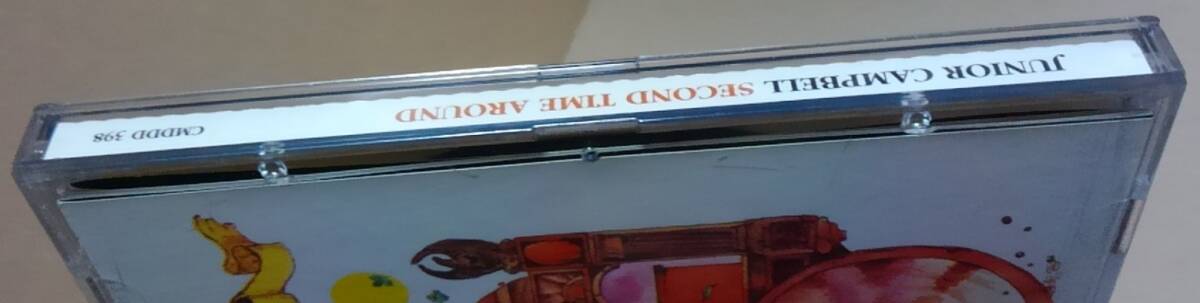 JUNIOR CAMPBELL SECOND TIME AROUND CMDDD 398